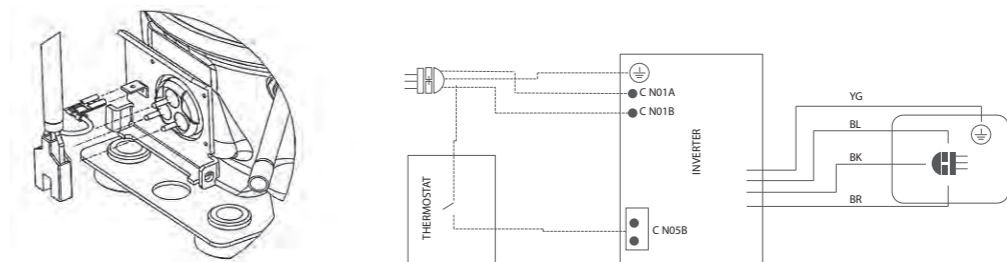 C N01A
C N01B
THERMOSTAT
C N05B
INVERTER
YG
BL
BK
BR